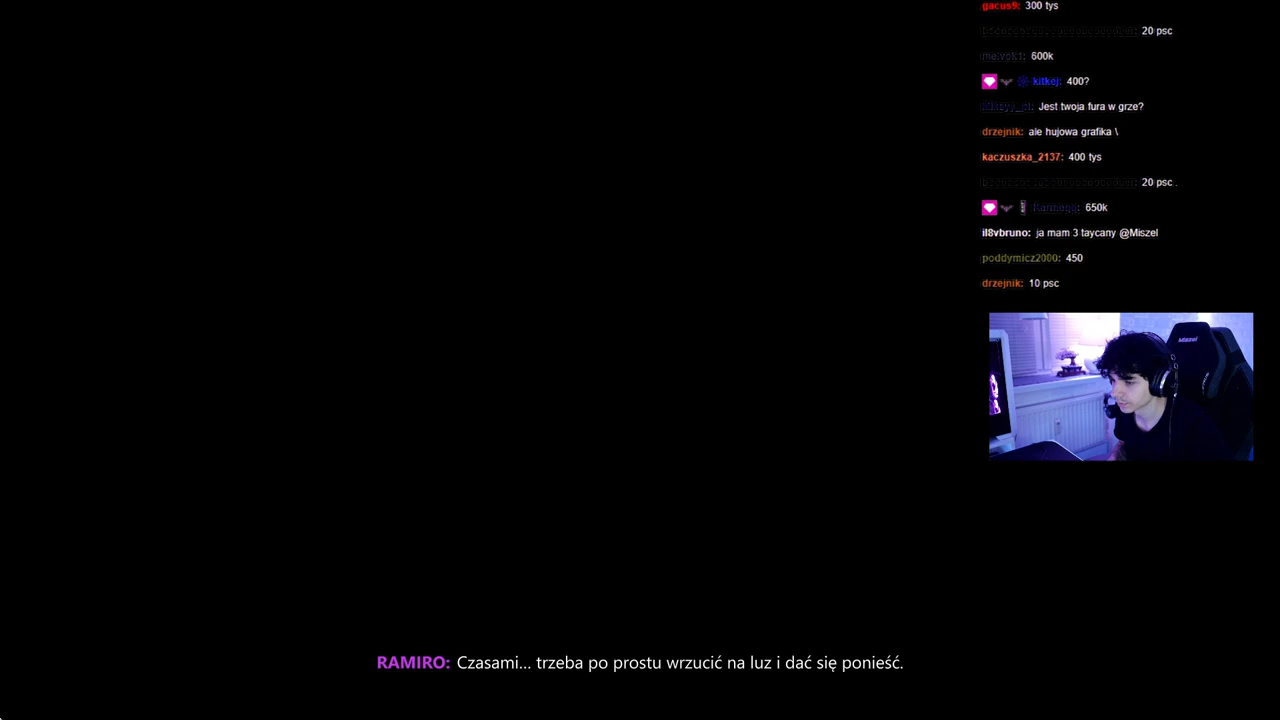 gacus9: 300 tys
20 psc
600k
kitkej: 400?
Jest twoja fura w grze?
drzejnik: ale hujowa grafika \
kaczuszka_2137: 400 tys
20 psc .
650k
il8vbruno: ja mam 3 taycany @Miszel
poddymicz2000: 450
drzejnik: 10 psc
Miszel
RAMIRO: Czasami... trzeba po prostu wrzucić na luz i dać się ponieść.